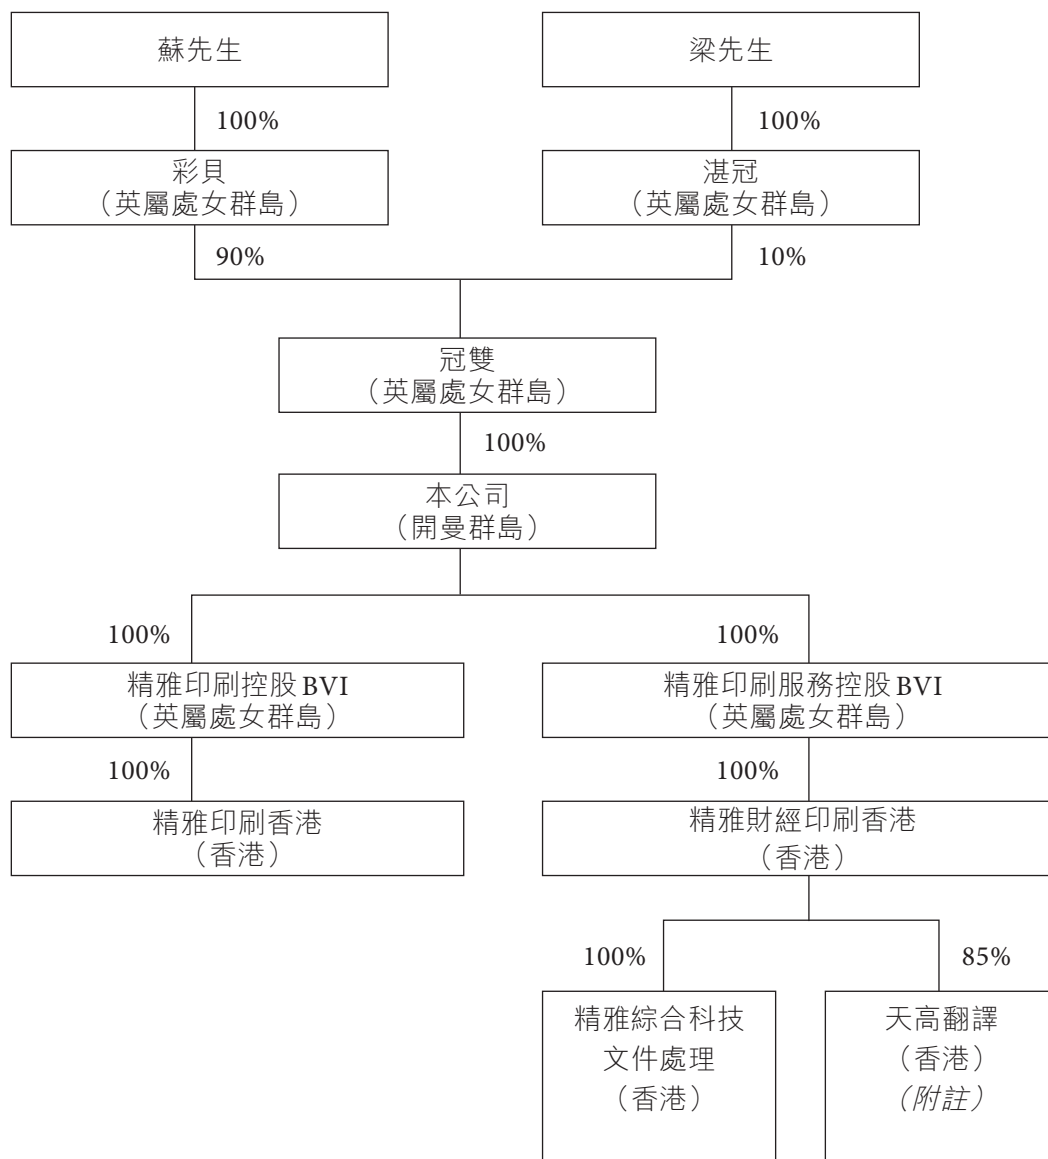 蘇先生
梁先生
100%
100%
彩貝
（英屬處女群島）
湛冠
（英屬處女群島）
90%
10%
冠雙
（英屬處女群島）
100%
本公司
（開曼群島）
100%
100%
精雅印刷控股BVI
（英屬處女群島）
精雅印刷服務控股BVI
（英屬處女群島）
100%
100%
精雅印刷香港
（香港）
精雅財經印刷香港
（香港）
100%
85%
精雅綜合科技
文件處理
（香港）
天高翻譯
（香港）
（附註）